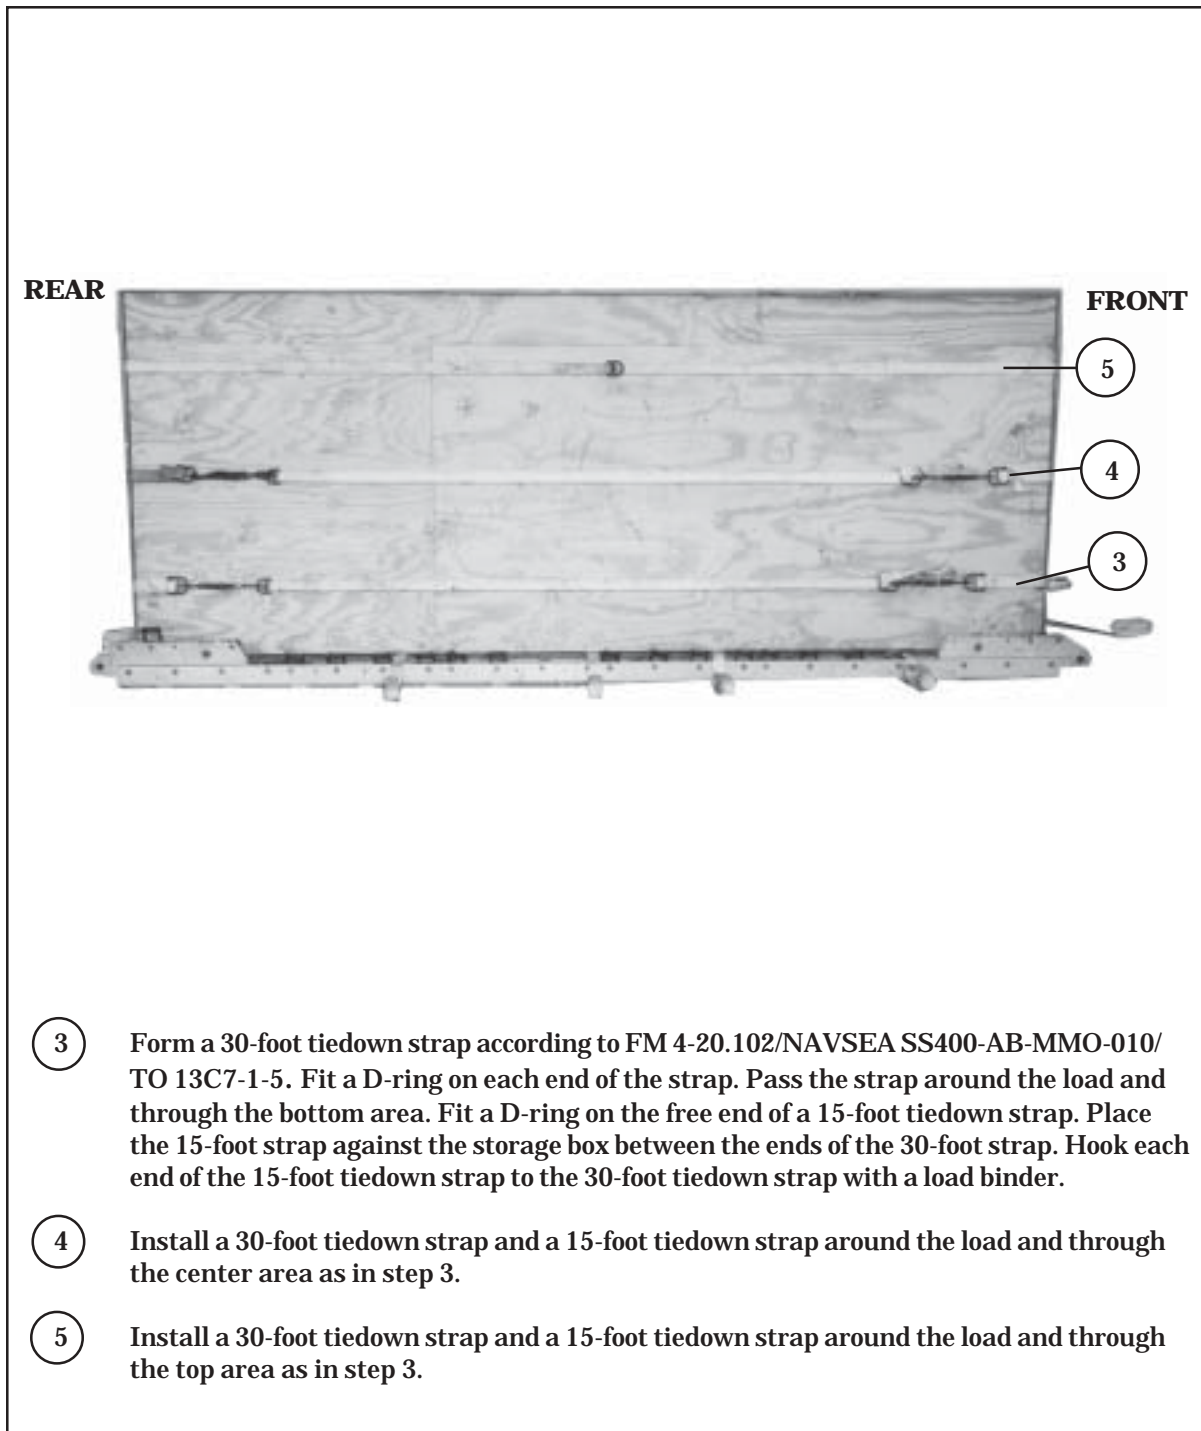 REAR
FRONT
5
4
3
3 Form a 30-foot tiedown strap according to FM 4-20.102/NAVSEA SS400-AB-MMO-010/
TO 13C7-1-5. Fit a D-ring on each end of the strap. Pass the strap around the load and
through the bottom area. Fit a D-ring on the free end of a 15-foot tiedown strap. Place
the 15-foot strap against the storage box between the ends of the 30-foot strap. Hook each
end of the 15-foot tiedown strap to the 30-foot tiedown strap with a load binder.
4 Install a 30-foot tiedown strap and a 15-foot tiedown strap around the load and through
the center area as in step 3.
5 Install a 30-foot tiedown strap and a 15-foot tiedown strap around the load and through
the top area as in step 3.